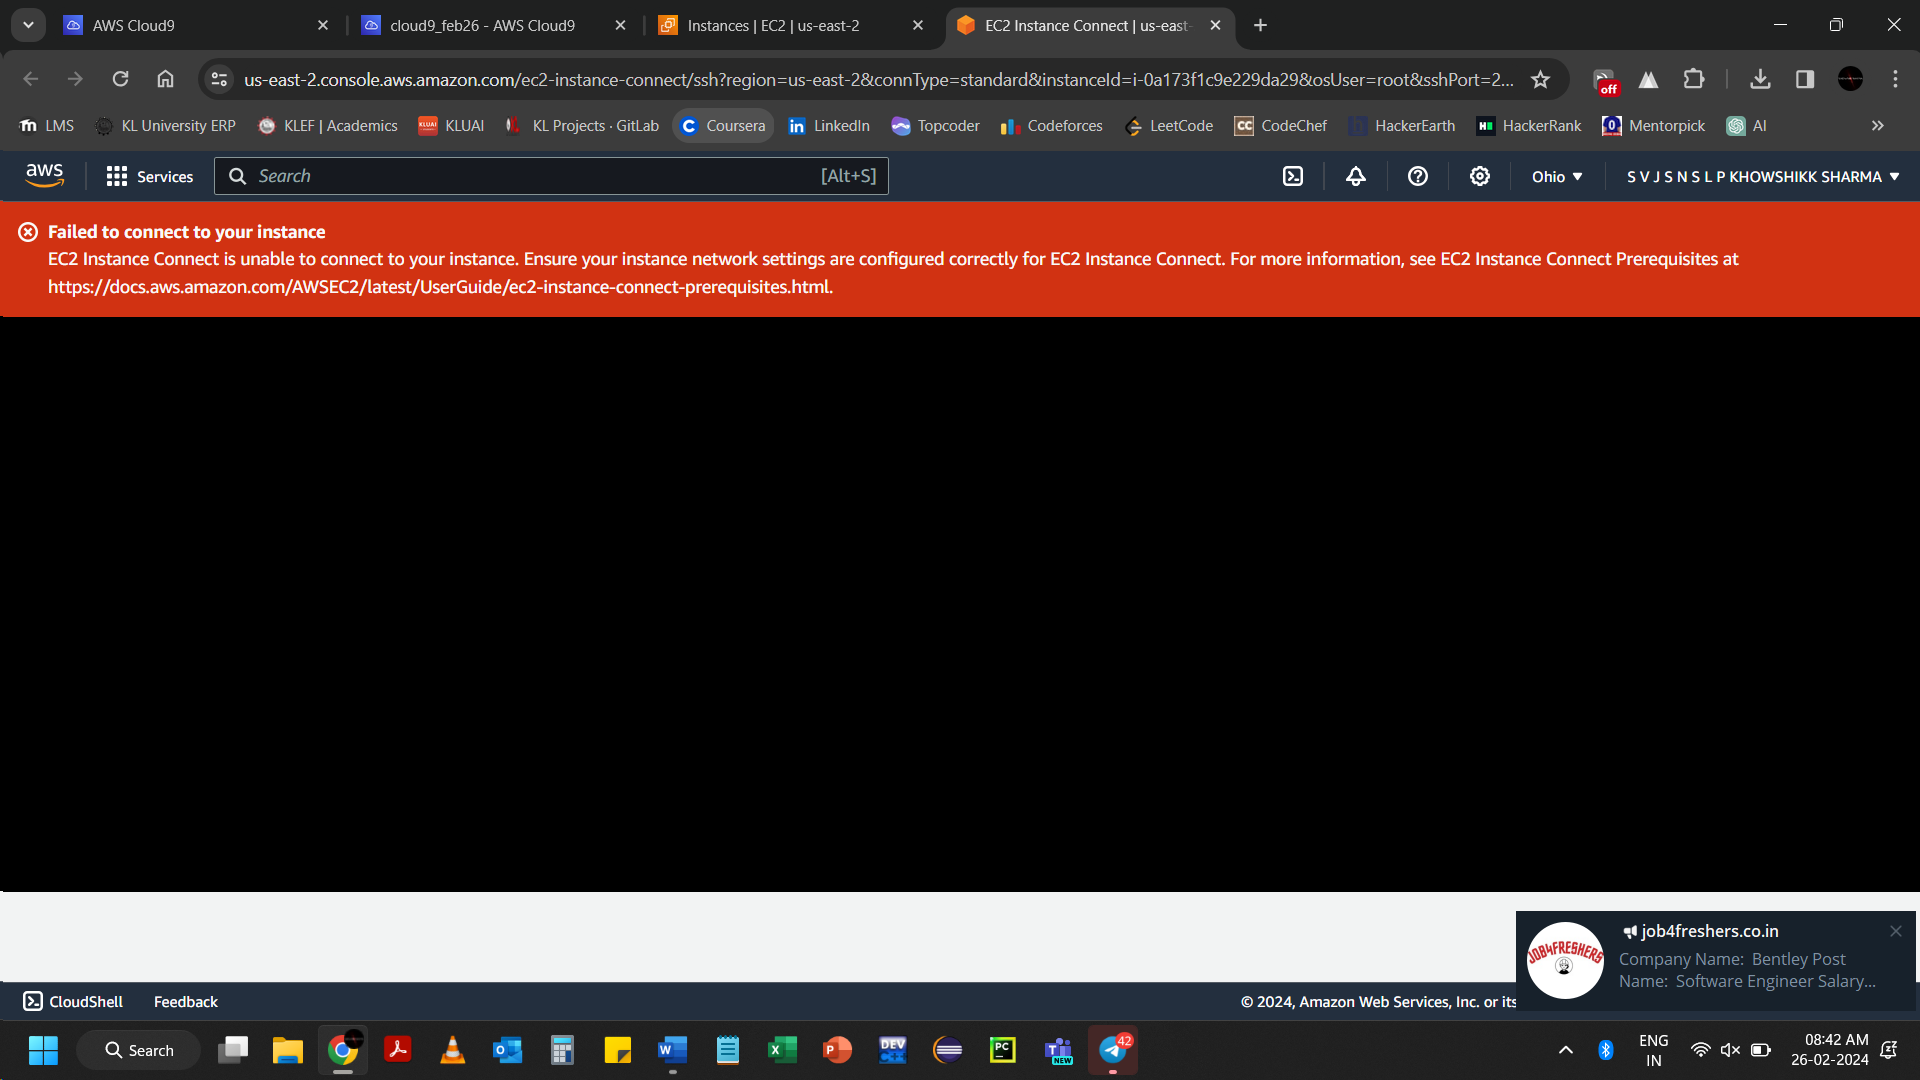 AWS Cloud9
cloud9_feb26 - AWS Cloud9
Instances | EC2 | us-east-2
EC2 Instance Connect | us-east-
us-east-2.console.aws.amazon.com/ec2-instance-connect/ssh?region=us-east-2&connType=standard&instanceId=i-0a173f1c9e229da29&osUser=root&sshPort=2...
off
LMS
KL University ERP
KLEF | Academics
KLUAI
KL Projects · GitLab
Coursera
LinkedIn
Topcoder
Codeforces
LeetCode
CodeChef
HackerEarth
HackerRank
Mentorpick
AI
aws
Services
Search
[Alt+S]
Ohio
S V J S N S L P KHOWSHIKK SHARMA
Failed to connect to your instance
EC2 Instance Connect is unable to connect to your instance. Ensure your instance network settings are configured correctly for EC2 Instance Connect. For more information, see EC2 Instance Connect Prerequisites at
https://docs.aws.amazon.com/AWSEC2/latest/UserGuide/ec2-instance-connect-prerequisites.html.
JOB4FRESHERS
job4freshers.co.in
Company Name: Bentley Post
Name: Software Engineer Salary...
CloudShell
Feedback
© 2024, Amazon Web Services, Inc. or its
Search
DEV
PC
NEW
42
ENG
IN
08:42 AM
26-02-2024